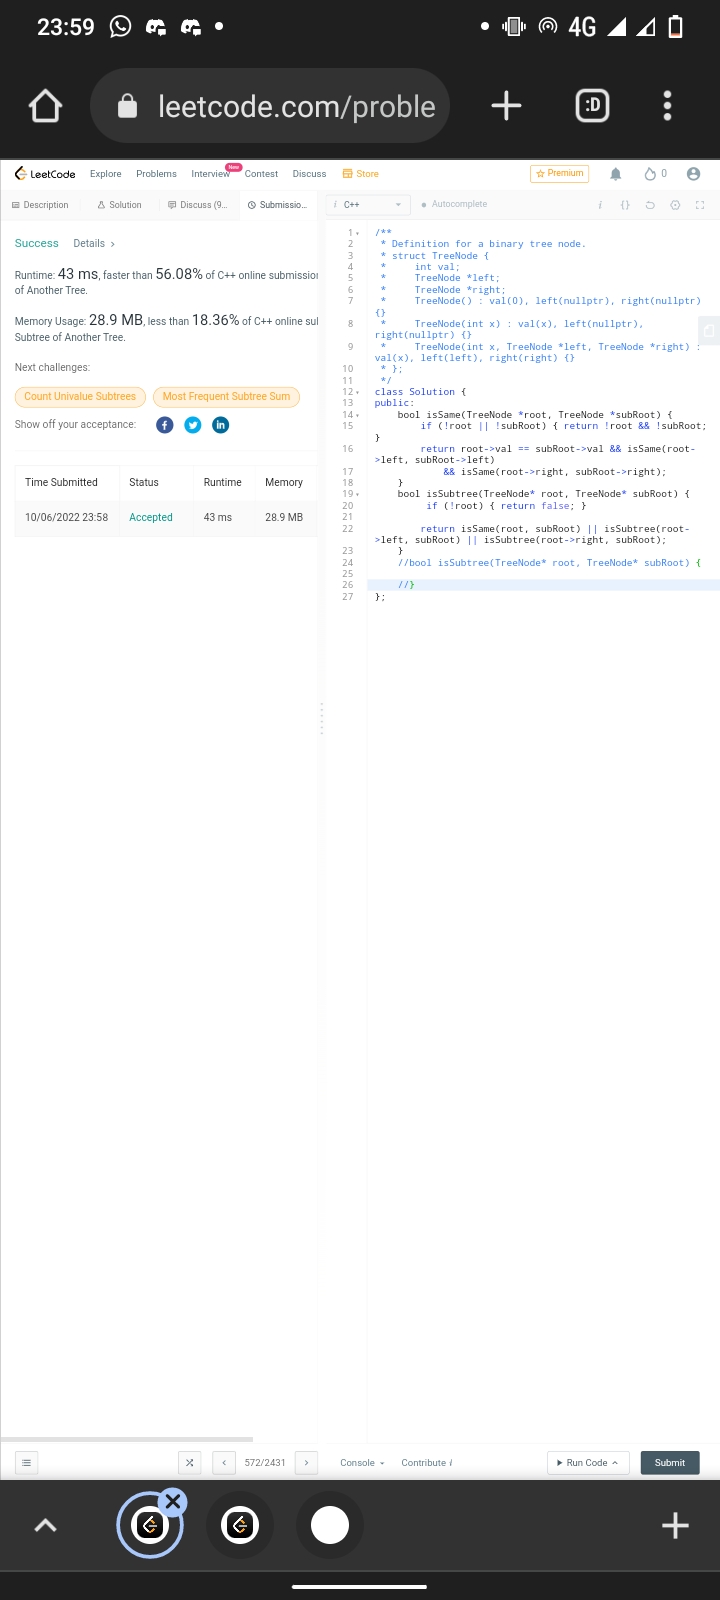 23:59
4G
leetcode.com/proble
:D
LeetCode Explore Problems Interview New Contest Discuss Store Premium 0
Description Solution Discuss (9... Submissio...
i C++ Autocomplete i {}
Success Details >
Runtime: 43 ms, faster than 56.08% of C++ online submission
of Another Tree.
Memory Usage: 28.9 MB, less than 18.36% of C++ online sul
Subtree of Another Tree.
Next challenges:
Count Univalue Subtrees Most Frequent Subtree Sum
Show off your acceptance:
Time Submitted Status Runtime Memory
10/06/2022 23:58 Accepted 43 ms 28.9 MB
1 /**
2  * Definition for a binary tree node.
3  * struct TreeNode {
4  *     int val;
5  *     TreeNode *left;
6  *     TreeNode *right;
7  *     TreeNode() : val(0), left(nullptr), right(nullptr)
{}
8  *     TreeNode(int x) : val(x), left(nullptr),
right(nullptr) {}
9  *     TreeNode(int x, TreeNode *left, TreeNode *right) :
val(x), left(left), right(right) {}
10  * };
11  */
12 class Solution {
13 public:
14     bool isSame(TreeNode *root, TreeNode *subRoot) {
15         if (!root || !subRoot) { return !root && !subRoot;
}
16         return root->val == subRoot->val && isSame(root-
>left, subRoot->left)
17             && isSame(root->right, subRoot->right);
18     }
19     bool isSubtree(TreeNode* root, TreeNode* subRoot) {
20          if (!root) { return false; }
21
22         return isSame(root, subRoot) || isSubtree(root-
>left, subRoot) || isSubtree(root->right, subRoot);
23     }
24     //bool isSubtree(TreeNode* root, TreeNode* subRoot) {
25
26     //}
27 };
572/2431 Console Contribute i Run Code Submit